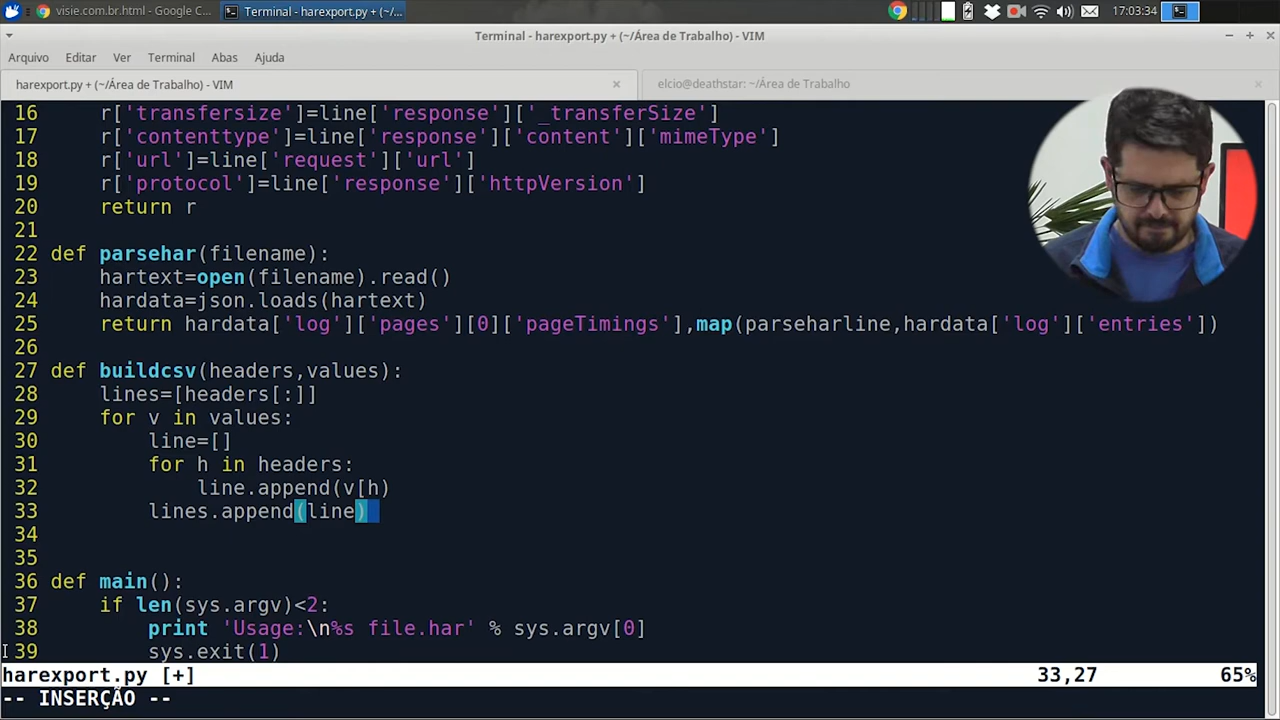 visie.com.br.html - Google C...
Terminal - harexport.py + (~/...
17:03:34
Terminal - harexport.py + (~/Área de Trabalho) - VIM
Arquivo Editar Ver Terminal Abas Ajuda
harexport.py + (~/Área de Trabalho) - VIM
elcio@deathstar: ~/Área de Trabalho
16     r['transfersize']=line['response']['_transferSize']
17     r['contenttype']=line['response']['content']['mimeType']
18     r['url']=line['request']['url']
19     r['protocol']=line['response']['httpVersion']
20     return r
21
22 def parsehar(filename):
23     hartext=open(filename).read()
24     hardata=json.loads(hartext)
25     return hardata['log']['pages'][0]['pageTimings'],map(parseharline,hardata['log']['entries'])
26
27 def buildcsv(headers,values):
28     lines=[headers[:]]
29     for v in values:
30         line=[]
31         for h in headers:
32             line.append(v[h)
33         lines.append(line)
34
35
36 def main():
37     if len(sys.argv)<2:
38         print 'Usage:\n%s file.har' % sys.argv[0]
39         sys.exit(1)
harexport.py [+] 33,27 65%
-- INSERÇÃO --